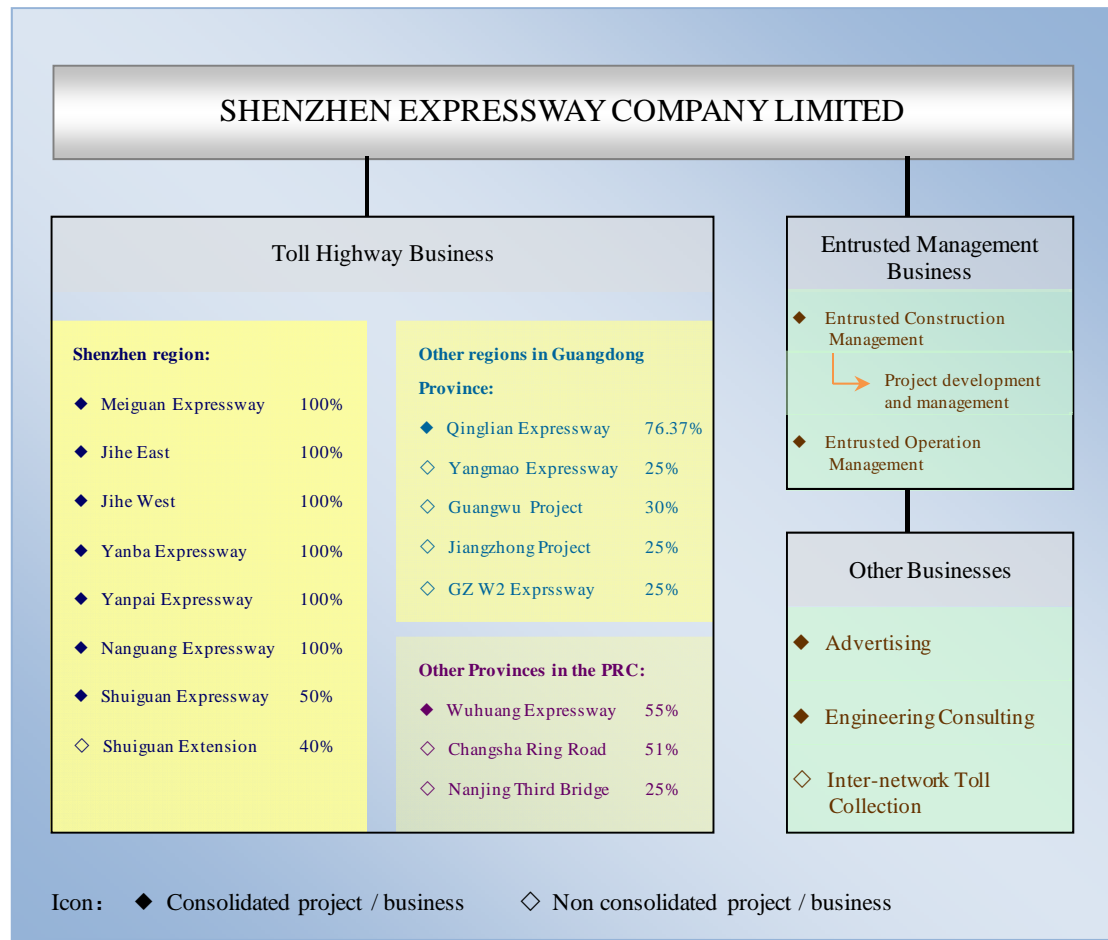 SHENZHEN EXPRESSWAY COMPANY LIMITED
Toll Highway Business
Shenzhen region:
◆ Meiguan Expressway 100%
◆ Jihe East 100%
◆ Jihe West 100%
◆ Yanba Expressway 100%
◆ Yanpai Expressway 100%
◆ Nanguang Expressway 100%
◆ Shuiguan Expressway 50%
◇ Shuiguan Extension 40%
Other regions in Guangdong
Province:
◆ Qinglian Expressway 76.37%
◇ Yangmao Expressway 25%
◇ Guangwu Project 30%
◇ Jiangzhong Project 25%
◇ GZ W2 Exprssway 25%
Other Provinces in the PRC:
◆ Wuhuang Expressway 55%
◇ Changsha Ring Road 51%
◇ Nanjing Third Bridge 25%
Entrusted Management
Business
◆ Entrusted Construction
Management
Project development
and management
◆ Entrusted Operation
Management
Other Businesses
◆ Advertising
◆ Engineering Consulting
◇ Inter-network Toll
Collection
Icon： ◆ Consolidated project / business ◇ Non consolidated project / business